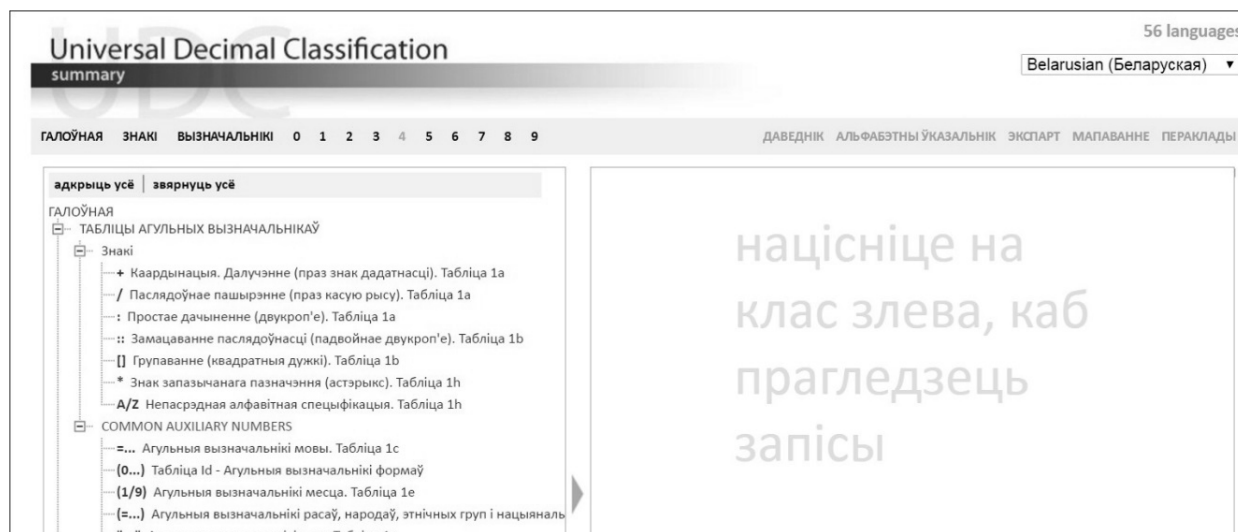 56 languages
Universal Decimal Classification
summary
UDC
Belarusian (Беларуская)
ГАЛОЎНАЯ ЗНАКІ ВЫЗНАЧАЛЬНІКІ 0 1 2 3 4 5 6 7 8 9
ДАВЕДНІК АЛЬФАБЭТНЫ ЎКАЗАЛЬНІК ЭКСПАРТ МАПАВАННЕ ПЕРАКЛАДЫ
адкрыць усё | звярнуць усё
ГАЛОЎНАЯ
ТАБЛІЦЫ АГУЛЬНЫХ ВЫЗНАЧАЛЬНІКАЎ
Знакі
+ Каардынацыя. Далучэнне (праз знак дадатнасці). Табліца 1a
/ Паслядоўнае пашырэнне (праз касую рысу). Табліца 1a
: Простае дачыненне (двукроп'е). Табліца 1a
:: Замацаванне паслядоўнасці (падвойнае двукроп'е). Табліца 1b
[] Групаванне (квадратныя дужкі). Табліца 1b
* Знак запазычанага пазначэння (астэрыкс). Табліца 1h
A/Z Непасрэдная алфавітная спецыфікацыя. Табліца 1h
COMMON AUXILIARY NUMBERS
=... Агульныя вызначальнікі мовы. Табліца 1c
(0...) Табліца Id - Агульныя вызначальнікі формаў
(1/9) Агульныя вызначальнікі месца. Табліца 1e
(=...) Агульныя вызначальнікі расаў, народаў, этнічных груп і нацыяналь
націсніце на
клас злева, каб
прагледзець
запісы